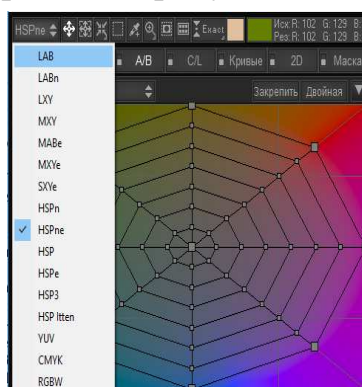 HSPne Exact Исх R: 102 G: 129 B:
Рез R: 102 G: 129 B:
A/B C/L Кривые 2D Маска
Закрепить Двойная
LAB
LABn
LXY
MXY
MABe
MXYe
SXYe
HSPn
HSPne
HSP
HSPe
HSP3
HSP Itten
YUV
CMYK
RGBW